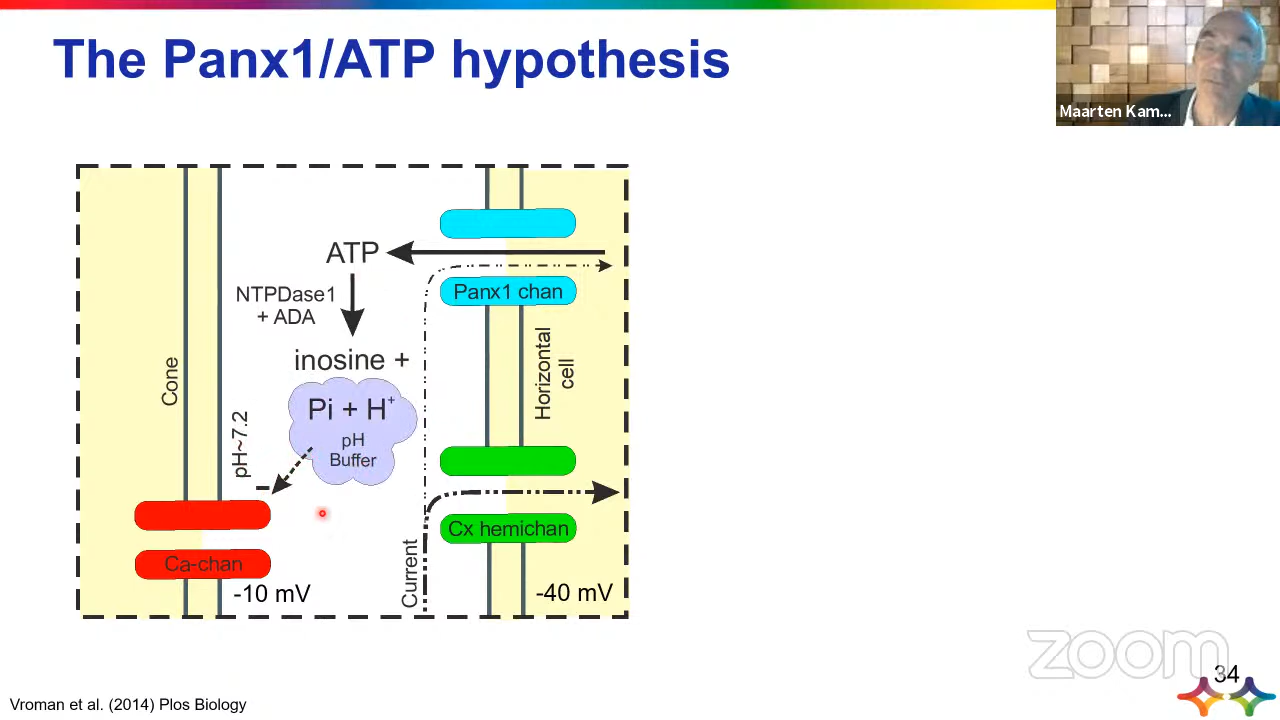 The Panx1/ATP hypothesis
Maarten Kam...
ATP
NTPDase1
+ ADA
Panx1 chan
inosine +
Pi + H⁺
pH
Buffer
Cone
pH~7.2
Horizontal
cell
Cx hemichan
Ca-chan
Current
-10 mV
-40 mV
zoom
34
Vroman et al. (2014) Plos Biology